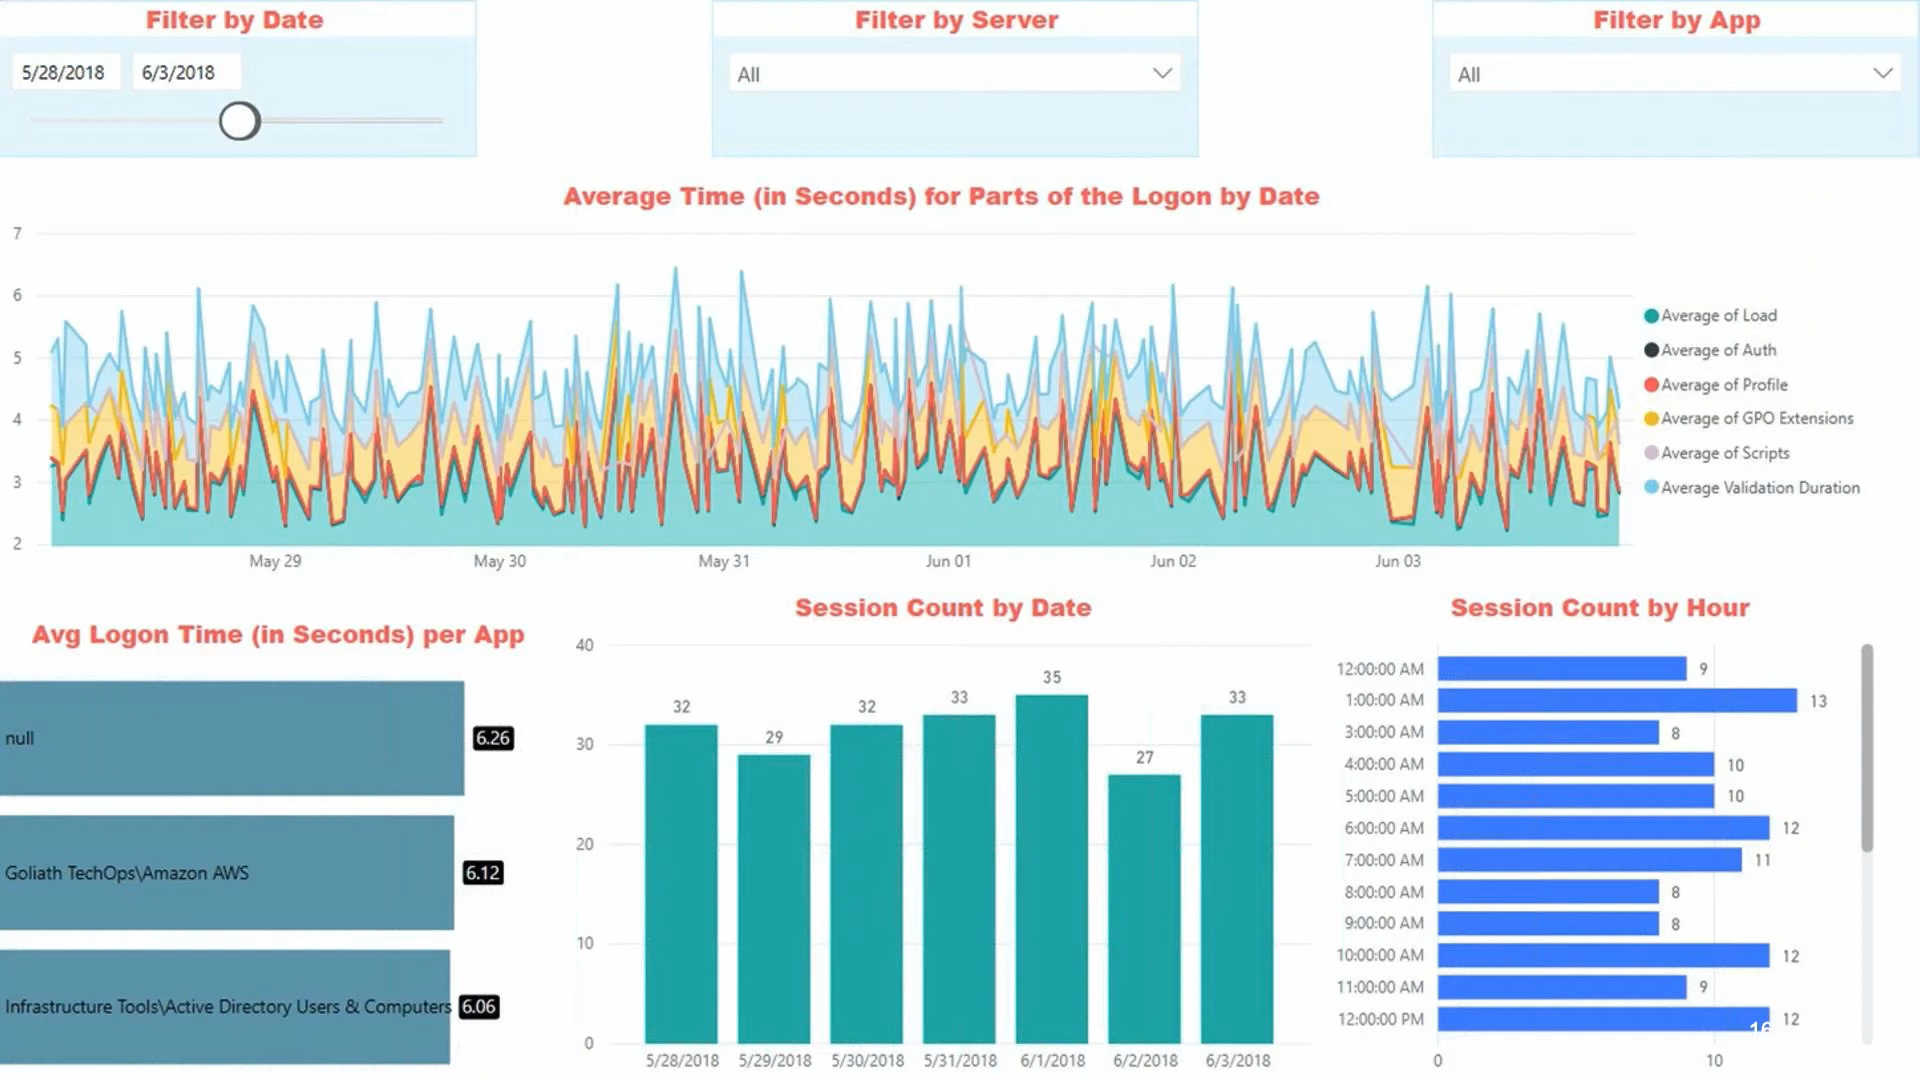 Filter by Date
Filter by Server
Filter by App
5/28/2018
6/3/2018
All
All
Average Time (in Seconds) for Parts of the Logon by Date
7
6
5
4
3
2
May 29
May 30
May 31
Jun 01
Jun 02
Jun 03
Average of Load
Average of Auth
Average of Profile
Average of GPO Extensions
Average of Scripts
Average Validation Duration
Avg Logon Time (in Seconds) per App
null
6.26
Goliath TechOps\Amazon AWS
6.12
Infrastructure Tools\Active Directory Users & Computers
6.06
Session Count by Date
40
30
20
10
0
32
29
32
33
35
27
33
5/28/2018
5/29/2018
5/30/2018
5/31/2018
6/1/2018
6/2/2018
6/3/2018
Session Count by Hour
12:00:00 AM 9
1:00:00 AM 13
3:00:00 AM 8
4:00:00 AM 10
5:00:00 AM 10
6:00:00 AM 12
7:00:00 AM 11
8:00:00 AM 8
9:00:00 AM 8
10:00:00 AM 12
11:00:00 AM 9
12:00:00 PM 12
0
10